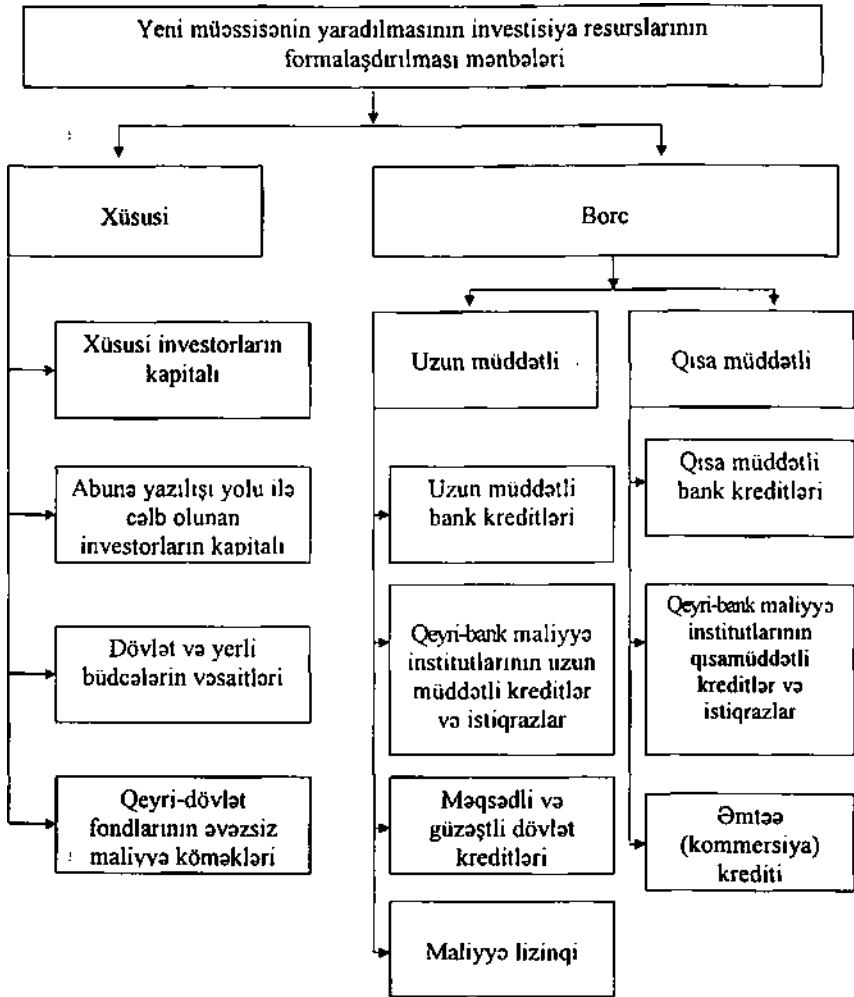 Yeni müəssisənin yaradılmasının investisiya resurslarının
formalaşdırılması mənbələri
Xüsusi
Borc
Xüsusi investorların
kapitalı
Abunə yazılışı yolu ilə
cəlb olunan
investorların kapitalı
Dövlət və yerli
büdcələrin vəsaitləri
Qeyri-dövlət
fondlarının əvəzsiz
maliyyə köməkləri
Uzun müddətli
Qısa müddətli
Uzun müddətli
bank kreditləri
Qeyri-bank maliyyə
institutlarının uzun
müddətli kreditlər
və istiqrazlar
Məqsədli və
güzəştli dövlət
kreditləri
Maliyyə lizinqi
Qısa müddətli
bank kreditləri
Qeyri-bank maliyyə
institutlarının
qısamüddətli
kreditlər və
istiqrazlar
Əmtəə
(kommersiya)
krediti